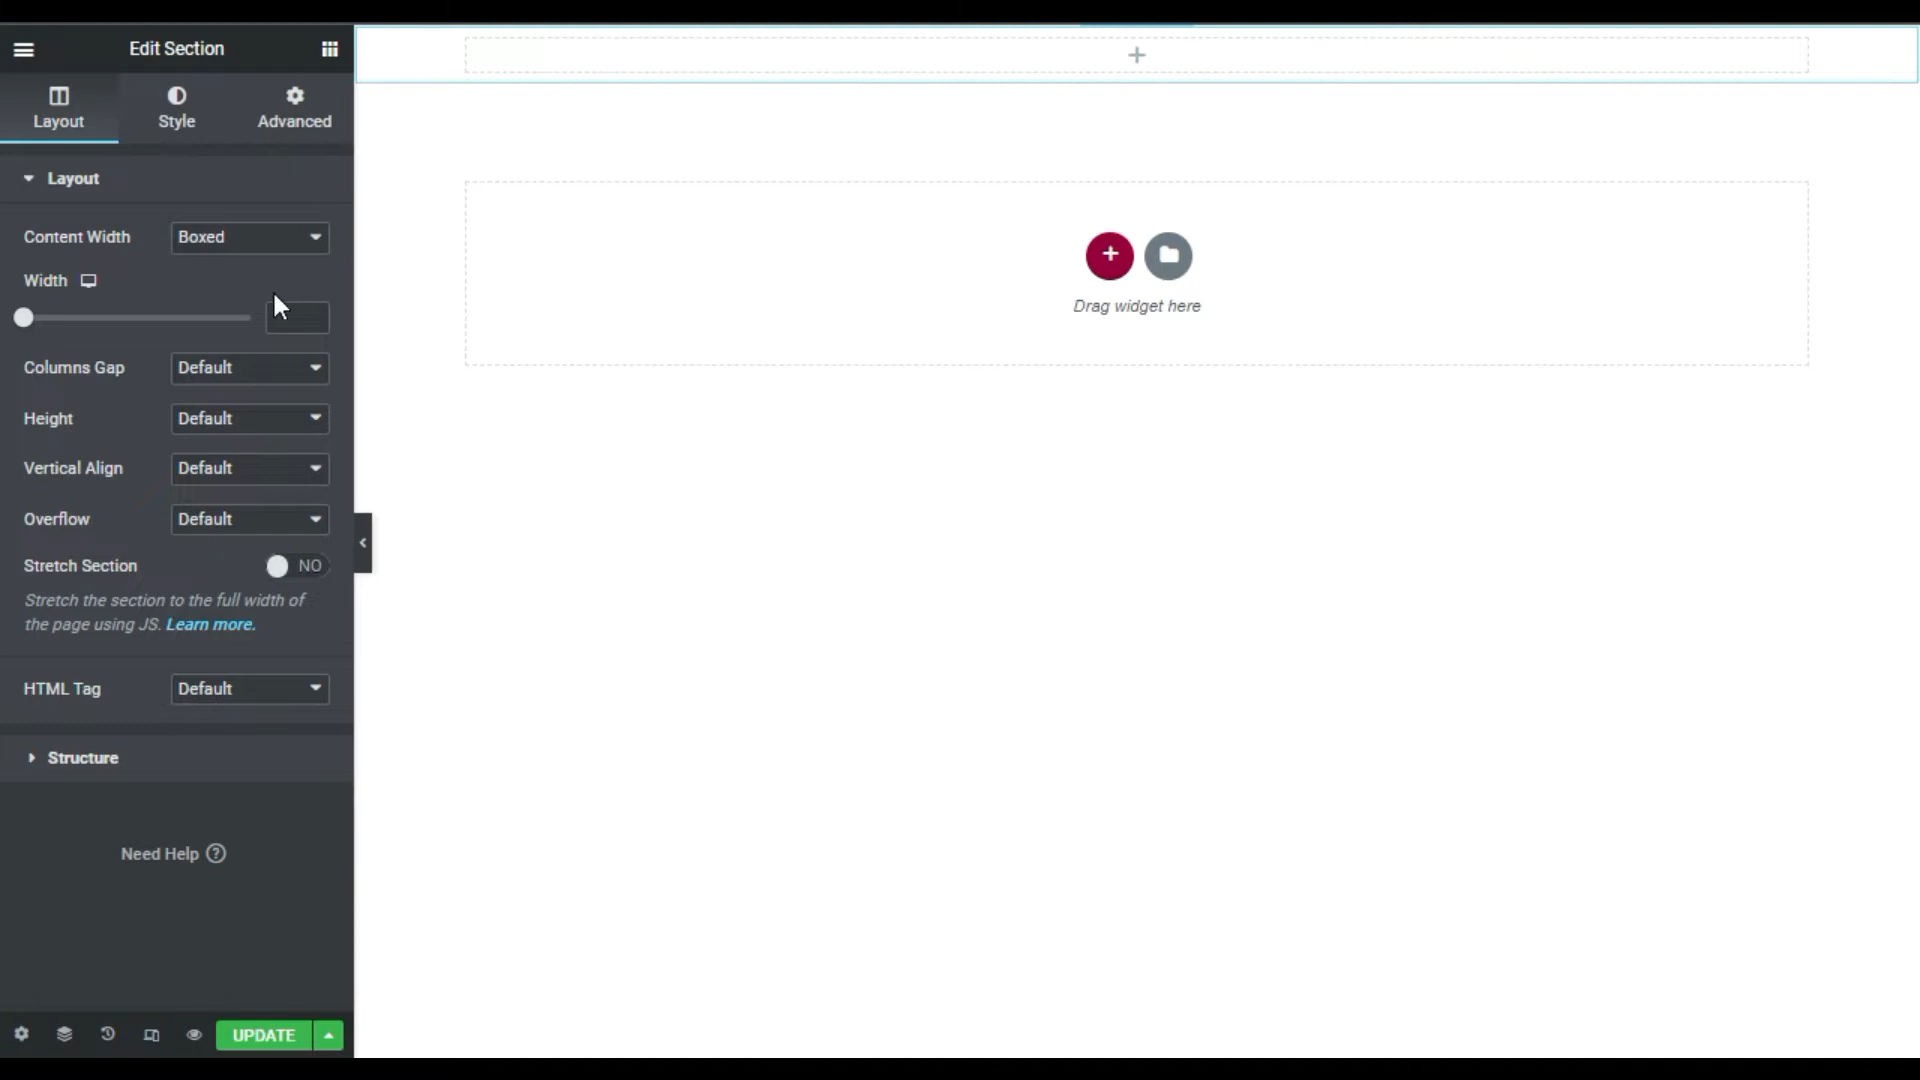 Edit Section
Layout
Style
Advanced
Layout
Content Width
Boxed
Width
Columns Gap
Default
Height
Default
Vertical Align
Default
Overflow
Default
Stretch Section
NO
Stretch the section to the full width of
the page using JS. Learn more.
HTML Tag
Default
Structure
Need Help ?
UPDATE
+
+
Drag widget here